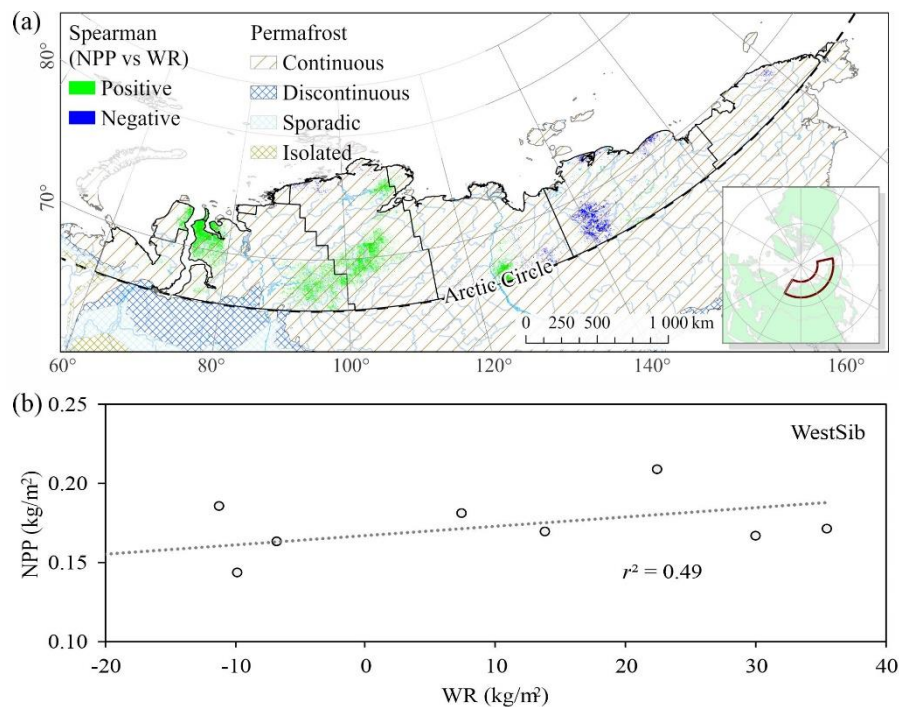 (a)
Spearman
(NPP vs WR)
Positive
Negative
Permafrost
Continuous
Discontinuous
Sporadic
Isolated
80°
80°
70°
70°
Arctic Circle
0 250 500 1 000 km
60° 80° 100° 120° 140° 160°
(b)
WestSib
NPP (kg/m²)
0.25
0.20
0.15
0.10
r² = 0.49
-20 -10 0 10 20 30 40
WR (kg/m²)